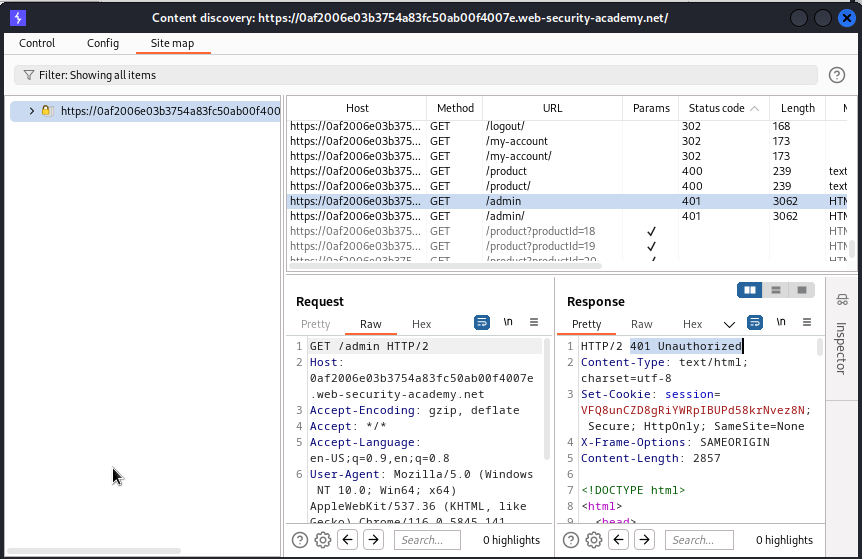 Content discovery: https://0af2006e03b3754a83fc50ab00f4007e.web-security-academy.net/
Control Config Site map
Filter: Showing all items
https://0af2006e03b3754a83fc50ab00f400
Host Method URL Params Status code Length
https://0af2006e03b375... GET /logout/ 302 168
https://0af2006e03b375... GET /my-account 302 173
https://0af2006e03b375... GET /my-account/ 302 173
https://0af2006e03b375... GET /product 400 239 text
https://0af2006e03b375... GET /product/ 400 239 text
https://0af2006e03b375... GET /admin 401 3062 HTM
https://0af2006e03b375... GET /admin/ 401 3062 HTM
https://0af2006e03b375... GET /product?productId=18 ✓ HTM
https://0af2006e03b375... GET /product?productId=19 ✓ HTM
https://0af2006e03b375... GET /product?productId=20 ✓
Request
Pretty Raw Hex \n
1 GET /admin HTTP/2
2 Host:
0af2006e03b3754a83fc50ab00f4007e
.web-security-academy.net
3 Accept-Encoding: gzip, deflate
4 Accept: */*
5 Accept-Language:
en-US;q=0.9,en;q=0.8
6 User-Agent: Mozilla/5.0 (Windows
NT 10.0; Win64; x64)
AppleWebKit/537.36 (KHTML, like
Gecko) Chrome/116.0.5845.141
Search... 0 highlights
Response
Pretty Raw Hex \n
1 HTTP/2 401 Unauthorized
2 Content-Type: text/html;
charset=utf-8
3 Set-Cookie: session=
VFQ8unCZD8gRiYWRpIBUPd58krNvez8N;
Secure; HttpOnly; SameSite=None
4 X-Frame-Options: SAMEORIGIN
5 Content-Length: 2857
6
7 <!DOCTYPE html>
8 <html>
9 <head>
Search... 0 highlights
Inspector